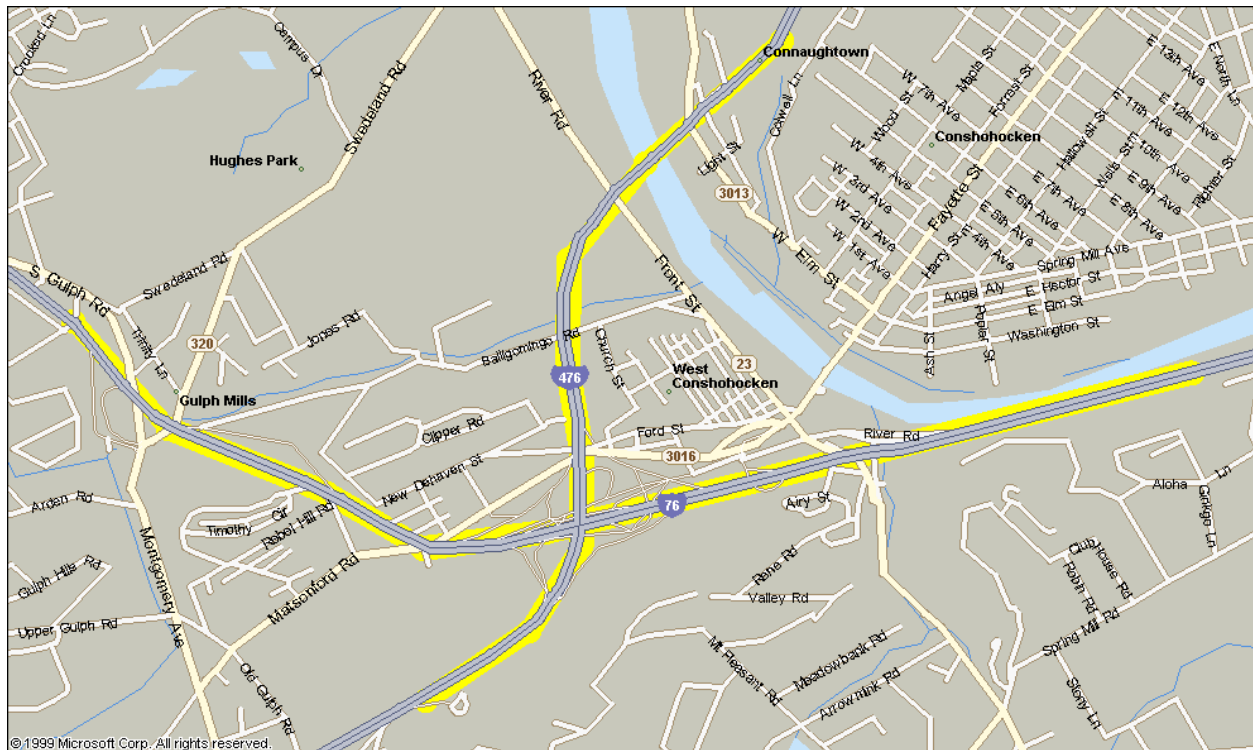 Crooked Ln
Campus Dr
Swedeland Rd
River Rd
Connaughtown
Colwell Ln
W 7th Ave
Maple St
Forrest St
E 13th Ave
E North Ln
Wood St
Conshohocken
Hallowell St
E 11th Ave
E 12th Ave
Hughes Park
Light St
W 4th Ave
Wells St
E 10th Ave
3013
W 3rd Ave
E 7th Ave
E 9th Ave
Righter St
W 2nd Ave
Fayette St
E 6th Ave
E 8th Ave
W 1st Ave
E 5th Ave
Harry St
E 4th Ave
W Elm St
Spring Mill Ave
S Gulph Rd
Swedeland Rd
Front St
Angel Aly
E Hector St
E Elm St
Poplar St
Washington St
Trinity Ln
320
Jones Rd
Balligomingo Rd
Church St
23
Ash St
476
West
Conshohocken
Gulph Mills
Clipper Rd
Ford St
River Rd
3016
New Dehaven St
76
Airy St
Aloha Ln
Ginkgo Ln
Arden Rd
Timothy Cir
Rebel Hill Rd
Montgomery Ave
Matsonford Rd
Rene Rd
Club House Rd
Robin Rd
Gulph Hills Rd
Valley Rd
Upper Gulph Rd
Mt Pleasant Rd
Meadowbank Rd
Spring Mill Rd
Old Gulph Rd
Arrowmink Rd
Stony Ln
© 1999 Microsoft Corp. All rights reserved.